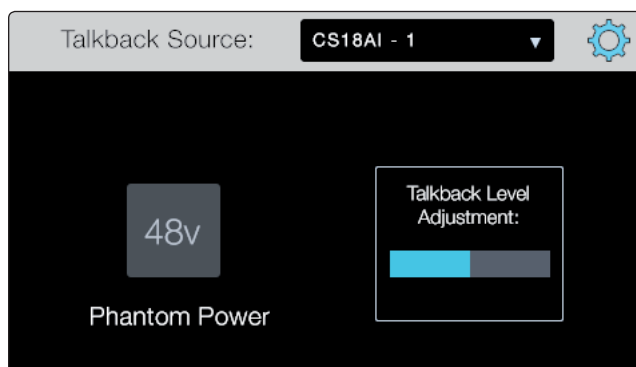 Talkback Source: CS18AI - 1
48v
Phantom Power
Talkback Level
Adjustment: